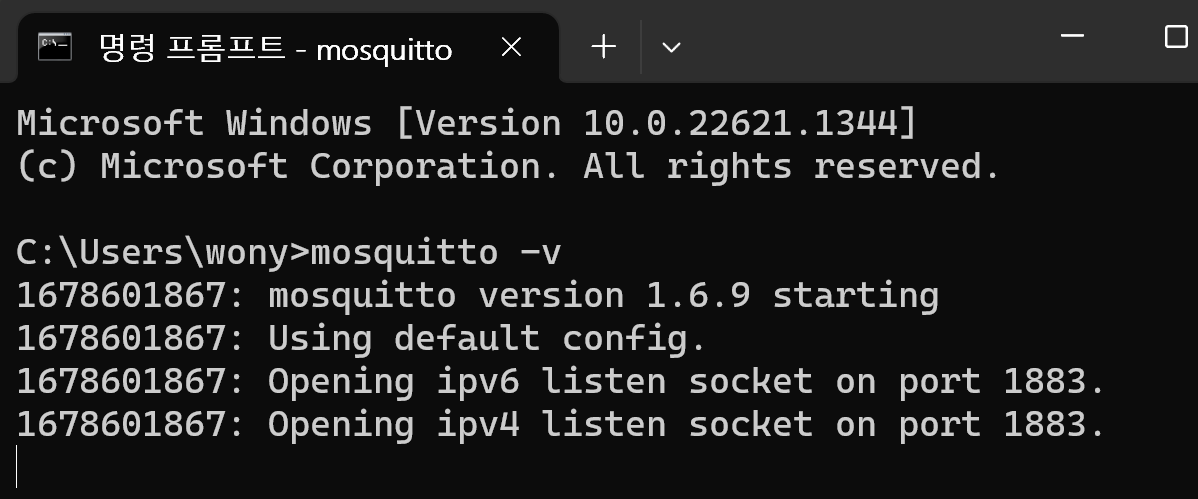 명령 프롬프트 - mosquitto
Microsoft Windows [Version 10.0.22621.1344]
(c) Microsoft Corporation. All rights reserved.
C:\Users\wony>mosquitto -v
1678601867: mosquitto version 1.6.9 starting
1678601867: Using default config.
1678601867: Opening ipv6 listen socket on port 1883.
1678601867: Opening ipv4 listen socket on port 1883.